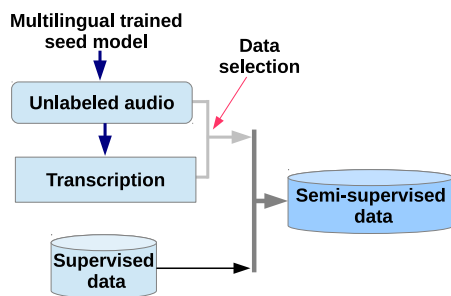 Multilingual trained
seed model
Data
selection
Unlabeled audio
Transcription
Semi-supervised
data
Supervised
data